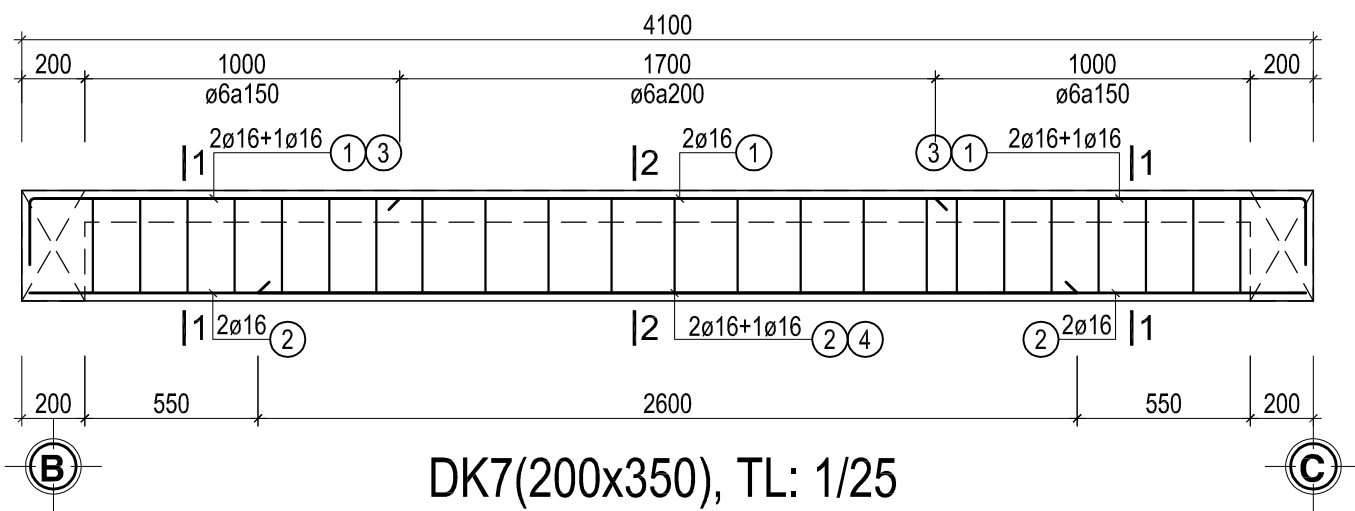 4100
200 1000 1700 1000 200
ø6a150 ø6a200 ø6a150
2ø16+1ø16 2ø16 2ø16+1ø16
1 1 3 2 1 3 1 1
1 2ø16 2 2 2ø16+1ø16 2 4 2 2ø16 1
200 550 2600 550 200
B DK7(200x350), TL: 1/25 C